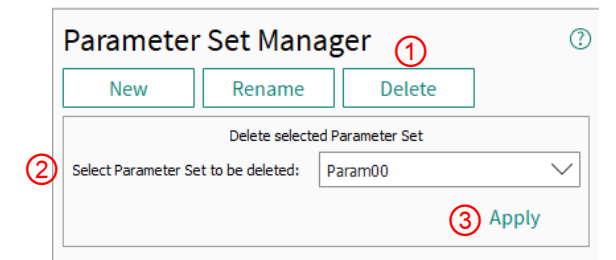 Parameter Set Manager ① ?
New Rename Delete
Delete selected Parameter Set
② Select Parameter Set to be deleted: Param00
③ Apply